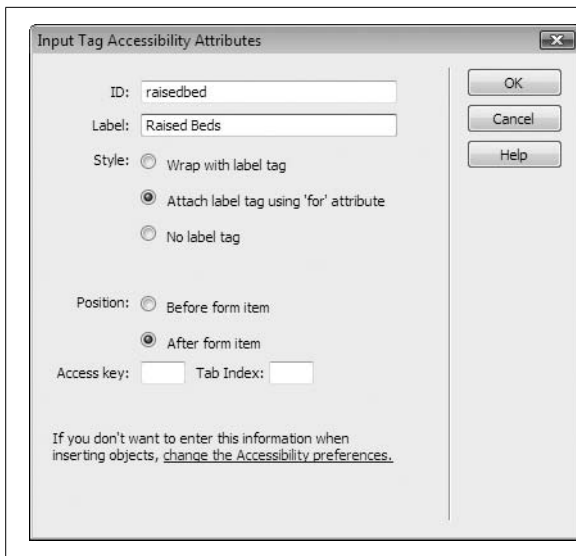 Input Tag Accessibility Attributes
ID: raisedbed
Label: Raised Beds
Style: Wrap with label tag
Attach label tag using 'for' attribute
No label tag
Position: Before form item
After form item
Access key: Tab Index:
If you don't want to enter this information when
inserting objects, change the Accessibility preferences.
OK
Cancel
Help